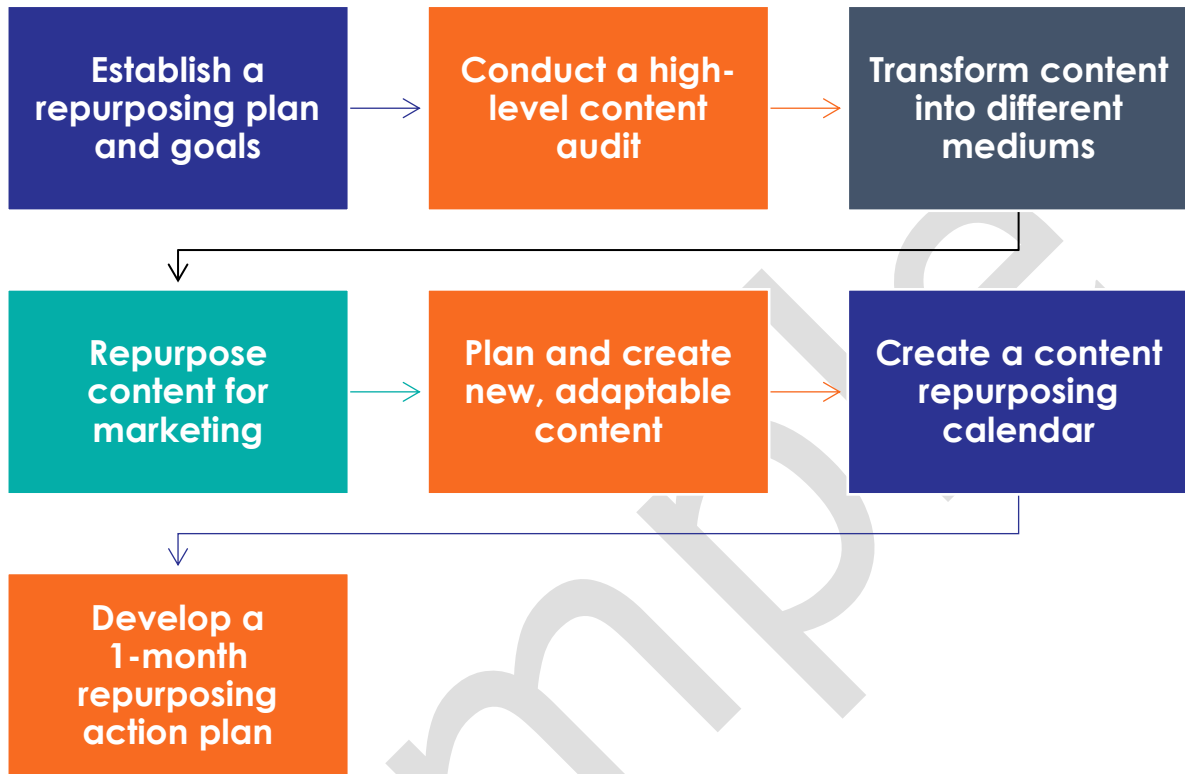 Establish a
repurposing plan
and goals
Conduct a high-
level content
audit
Transform content
into different
mediums
Repurpose
content for
marketing
Plan and create
new, adaptable
content
Create a content
repurposing
calendar
Develop a
1-month
repurposing
action plan